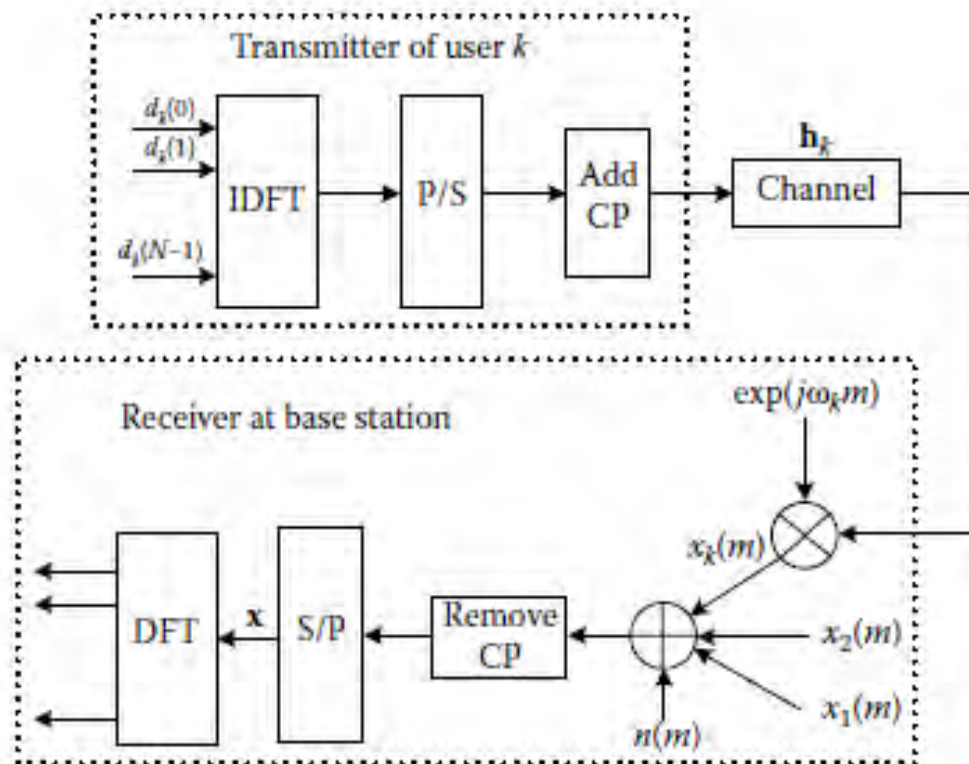 Transmitter of user k
d_k(0)
d_k(1)
d_k(N–1)
IDFT
P/S
Add
CP
h_k
Channel
exp(jω_k m)
Receiver at base station
x_k(m)
x_2(m)
x_1(m)
n(m)
Remove
CP
S/P
x
DFT